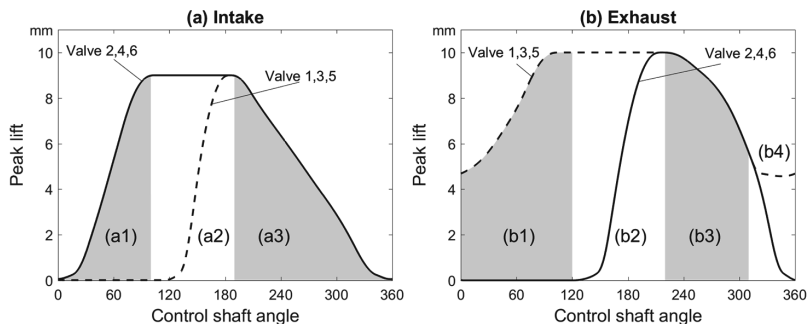 (a) Intake
mm
10
8
6
4
2
0
Peak lift
Valve 2,4,6
Valve 1,3,5
(a1)
(a2)
(a3)
0 60 120 180 240 300 360
Control shaft angle
(b) Exhaust
mm
10
8
6
4
2
0
Peak lift
Valve 1,3,5
Valve 2,4,6
(b4)
(b1)
(b2)
(b3)
0 60 120 180 240 300 360
Control shaft angle